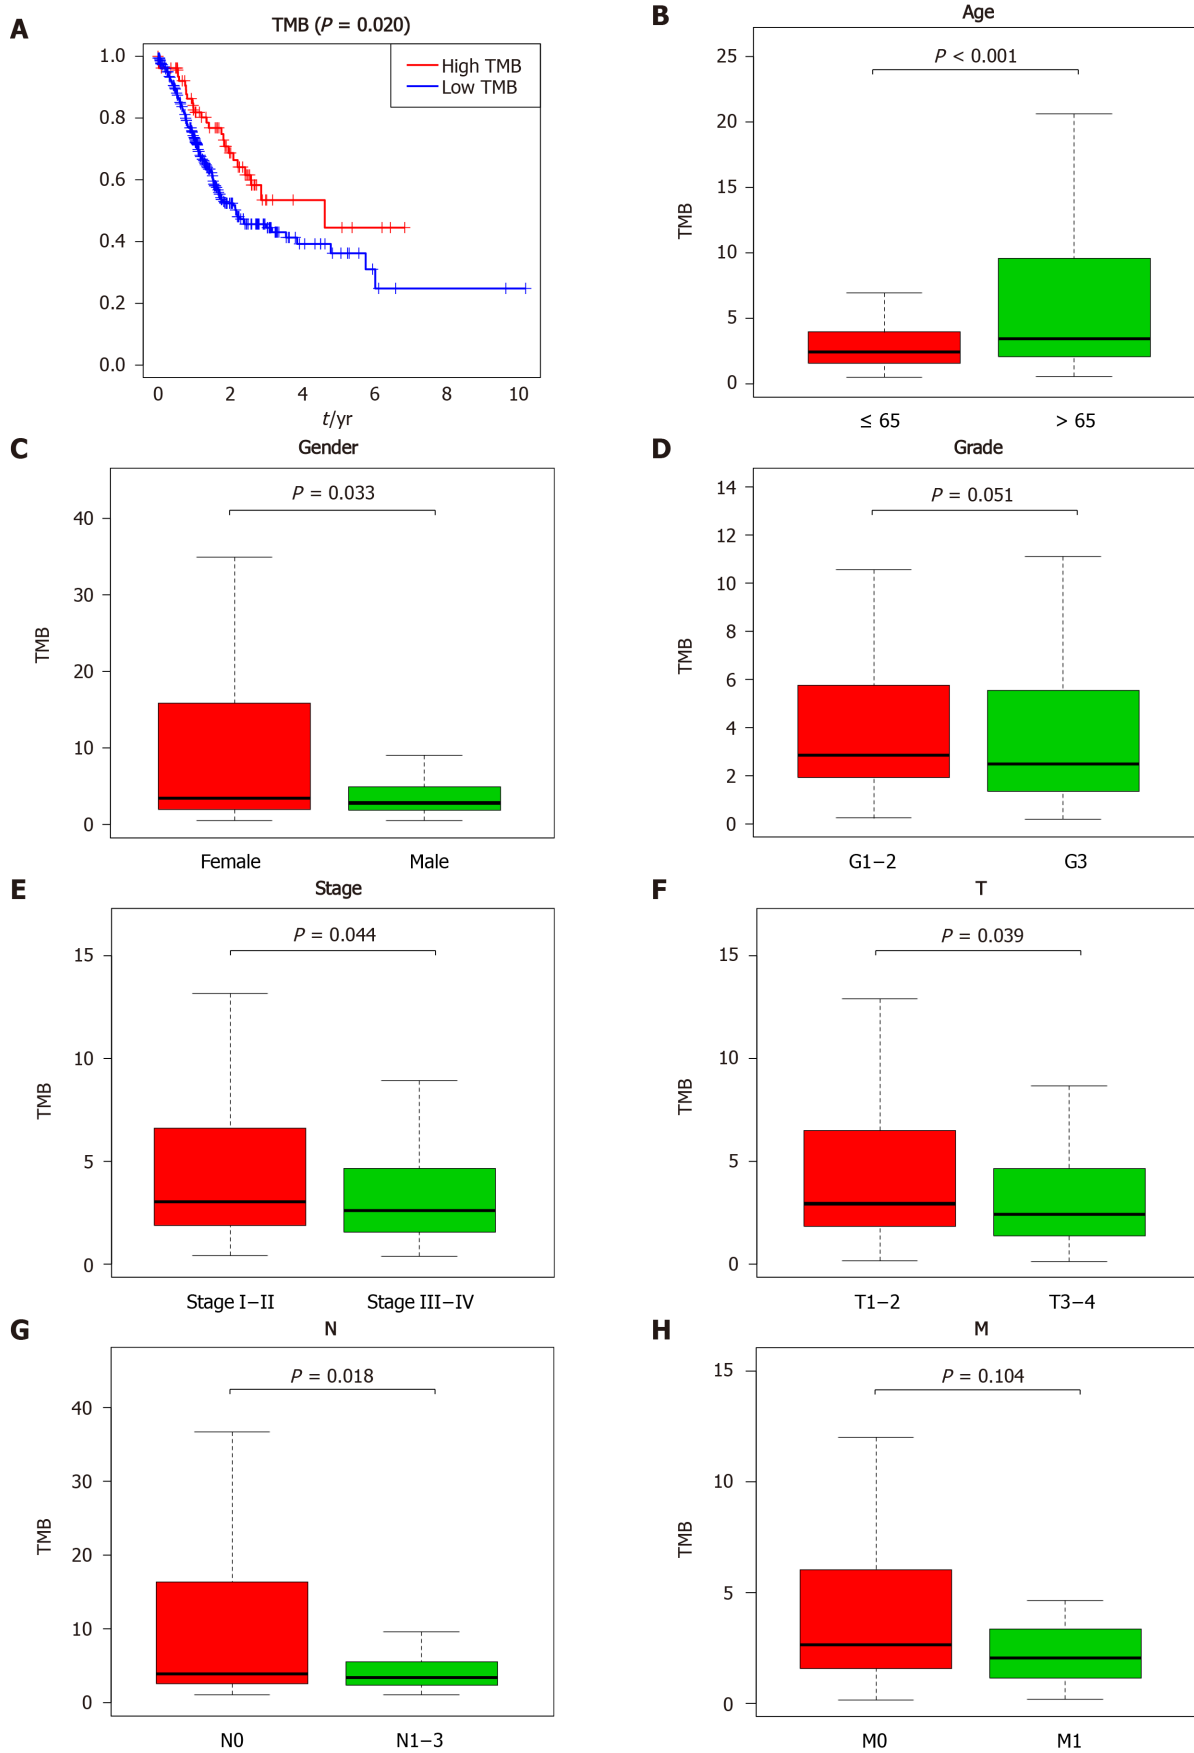 A
TMB (P = 0.020)
High TMB
Low TMB
1.0
0.8
0.6
0.4
0.2
0.0
0 2 4 6 8 10
t/yr
B
Age
P < 0.001
TMB
25
20
15
10
5
0
≤ 65 > 65
C
Gender
P = 0.033
TMB
40
30
20
10
0
Female Male
D
Grade
P = 0.051
TMB
14
12
10
8
6
4
2
0
G1−2 G3
E
Stage
P = 0.044
TMB
15
10
5
0
Stage I−II Stage III−IV
F
T
P = 0.039
TMB
15
10
5
0
T1−2 T3−4
G
N
P = 0.018
TMB
40
30
20
10
0
N0 N1−3
H
M
P = 0.104
TMB
15
10
5
0
M0 M1